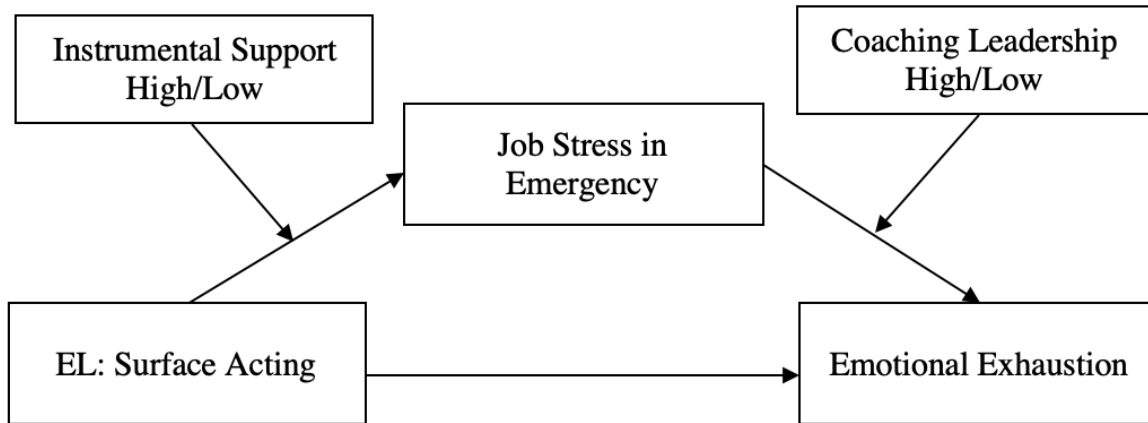 Instrumental Support
High/Low
Coaching Leadership
High/Low
Job Stress in
Emergency
EL: Surface Acting
Emotional Exhaustion